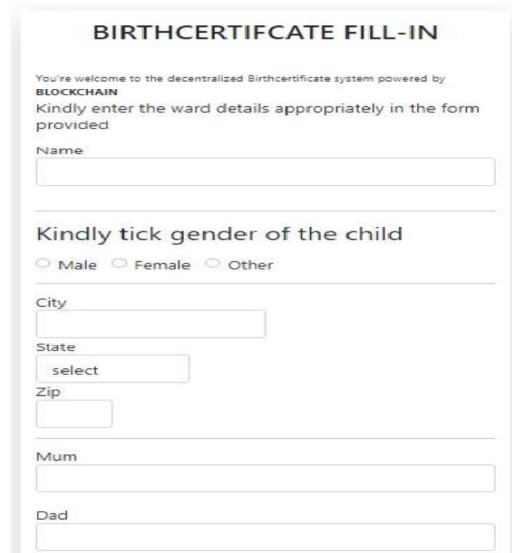 BIRTHCERTIFCATE FILL-IN
You're welcome to the decentralized Birthcertificate system powered by
BLOCKCHAIN
Kindly enter the ward details appropriately in the form
provided
Name
Kindly tick gender of the child
Male Female Other
City
State
select
Zip
Mum
Dad